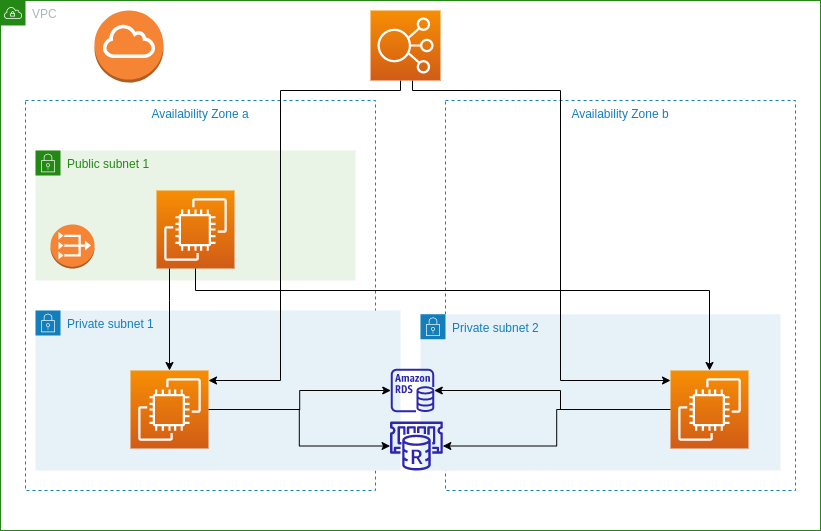 VPC
Availability Zone a
Availability Zone b
Public subnet 1
Private subnet 1
Private subnet 2
Amazon
RDS
R